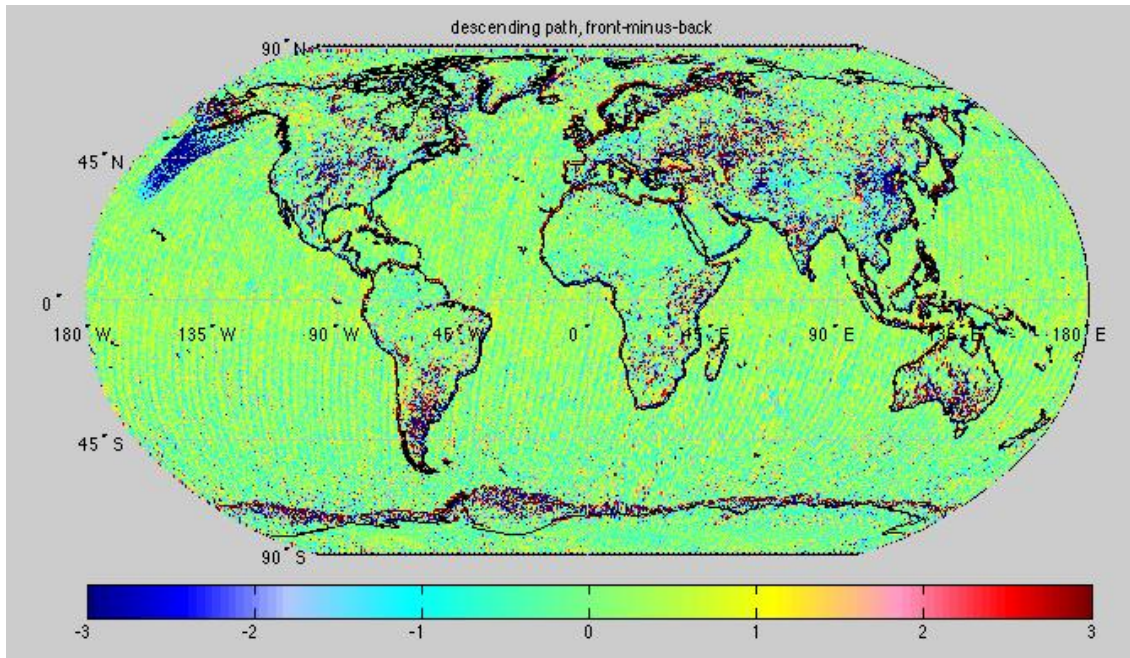 descending path, front-minus-back
90° N
45° N
0°
180° W 135° W 90° W 45° W 0° 45° E 90° E 135° E 180° E
45° S
90° S
-3 -2 -1 0 1 2 3